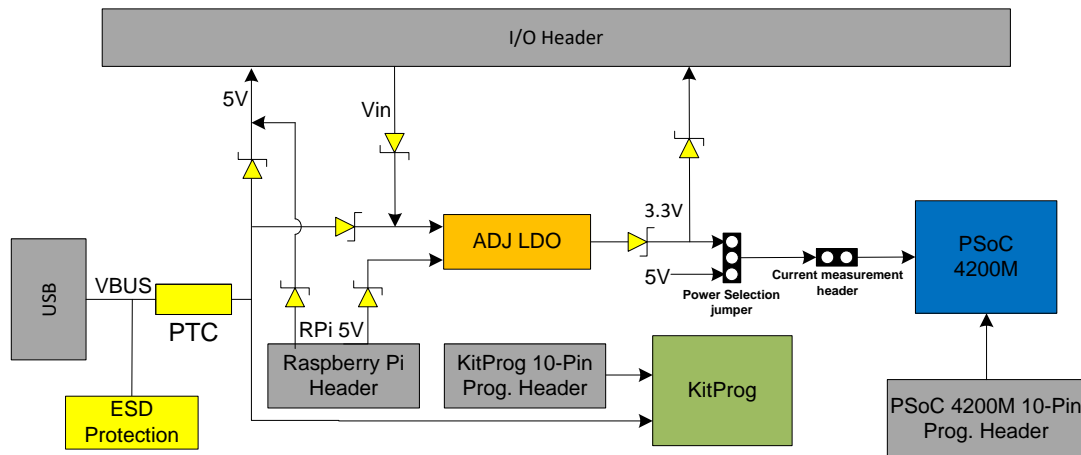 I/O Header
5V
Vin
3.3V
ADJ LDO
PSoC
4200M
USB
VBUS
PTC
5V
Power Selection
jumper
Current measurement
header
RPi 5V
Raspberry Pi
Header
KitProg 10-Pin
Prog. Header
KitProg
ESD
Protection
PSoC 4200M 10-Pin
Prog. Header